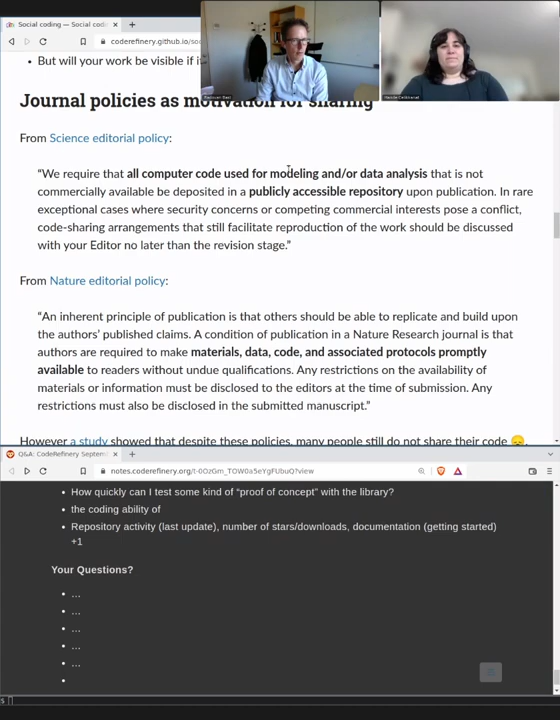 Social coding — Social codi
coderefinery.github.io/so
But will your work be visible if i
Journal policies as motivation for sharing
From Science editorial policy:
“We require that all computer code used for modeling and/or data analysis that is not
commercially available be deposited in a publicly accessible repository upon publication. In rare
exceptional cases where security concerns or competing commercial interests pose a conflict,
code-sharing arrangements that still facilitate reproduction of the work should be discussed
with your Editor no later than the revision stage.”
From Nature editorial policy:
“An inherent principle of publication is that others should be able to replicate and build upon
the authors’ published claims. A condition of publication in a Nature Research journal is that
authors are required to make materials, data, code, and associated protocols promptly
available to readers without undue qualifications. Any restrictions on the availability of
materials or information must be disclosed to the editors at the time of submission. Any
restrictions must also be disclosed in the submitted manuscript.”
However a study showed that despite these policies, many people still do not share their code
Q&A: CodeRefinery Septem
notes.coderefinery.org/t-0OzGm_TOW0a5eYgFUbuQ?view
How quickly can I test some kind of “proof of concept” with the library?
the coding ability of
Repository activity (last update), number of stars/downloads, documentation (getting started)
+1
Your Questions?
...
...
...
...
...
$